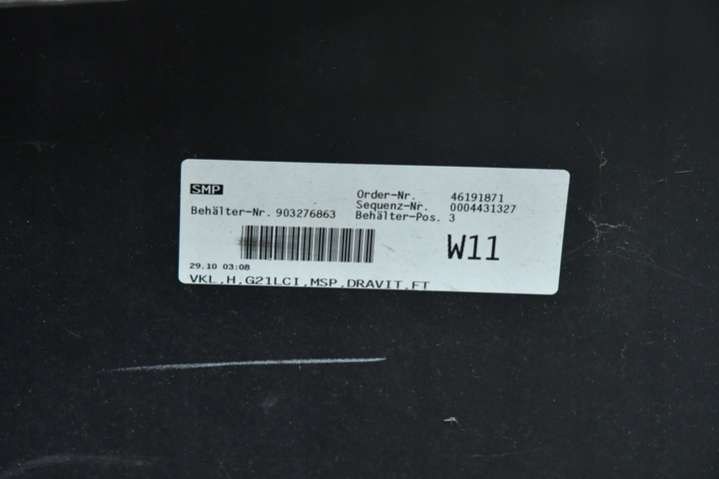 SMP
Order-Nr. 46191871
Sequenz-Nr. 0004431327
Behälter-Nr. 903276863 Behälter-Pos. 3
W11
29.10 03:08
VKL,H,G21LCI,MSP,DRAVIT,FT